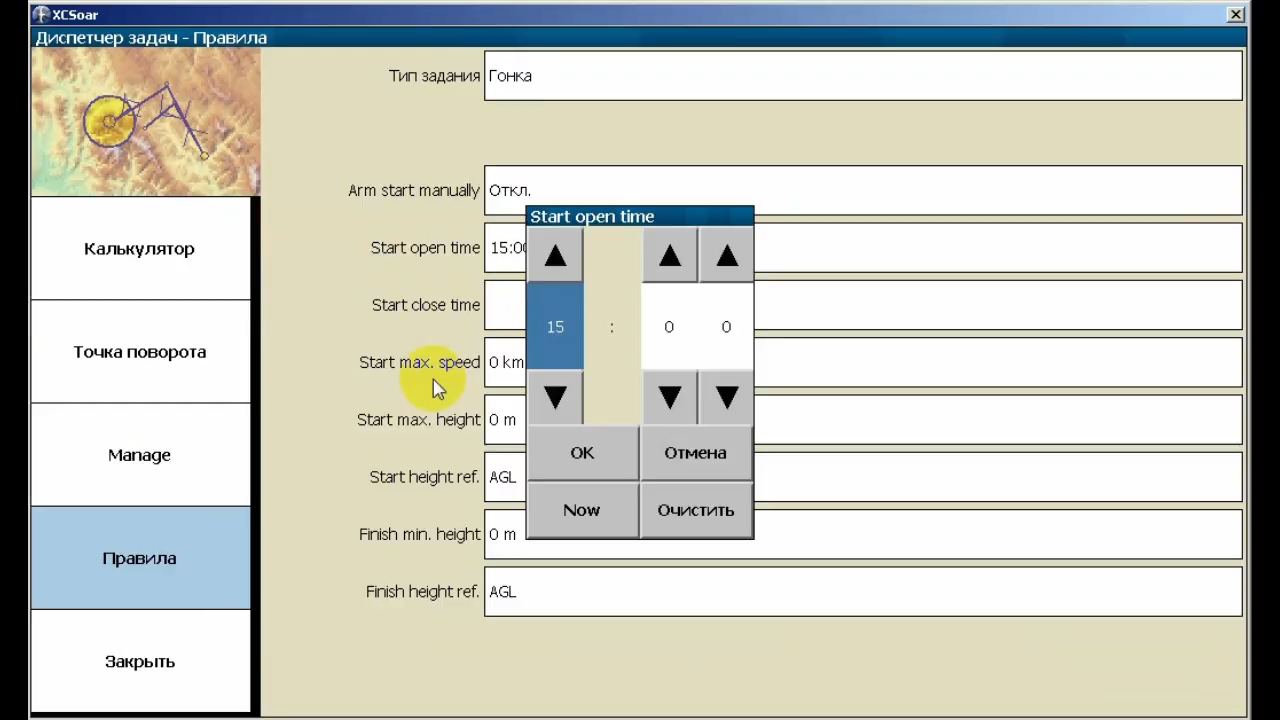 XCSoar
Диспетчер задач - Правила
Тип задания Гонка
Arm start manually Откл.
Start open time 15:00
Start close time
Start max. speed 0 km
Start max. height 0 m
Start height ref. AGL
Finish min. height 0 m
Finish height ref. AGL
Калькулятор
Точка поворота
Manage
Правила
Закрыть
Start open time
15 : 0 0
OK Отмена
Now Очистить